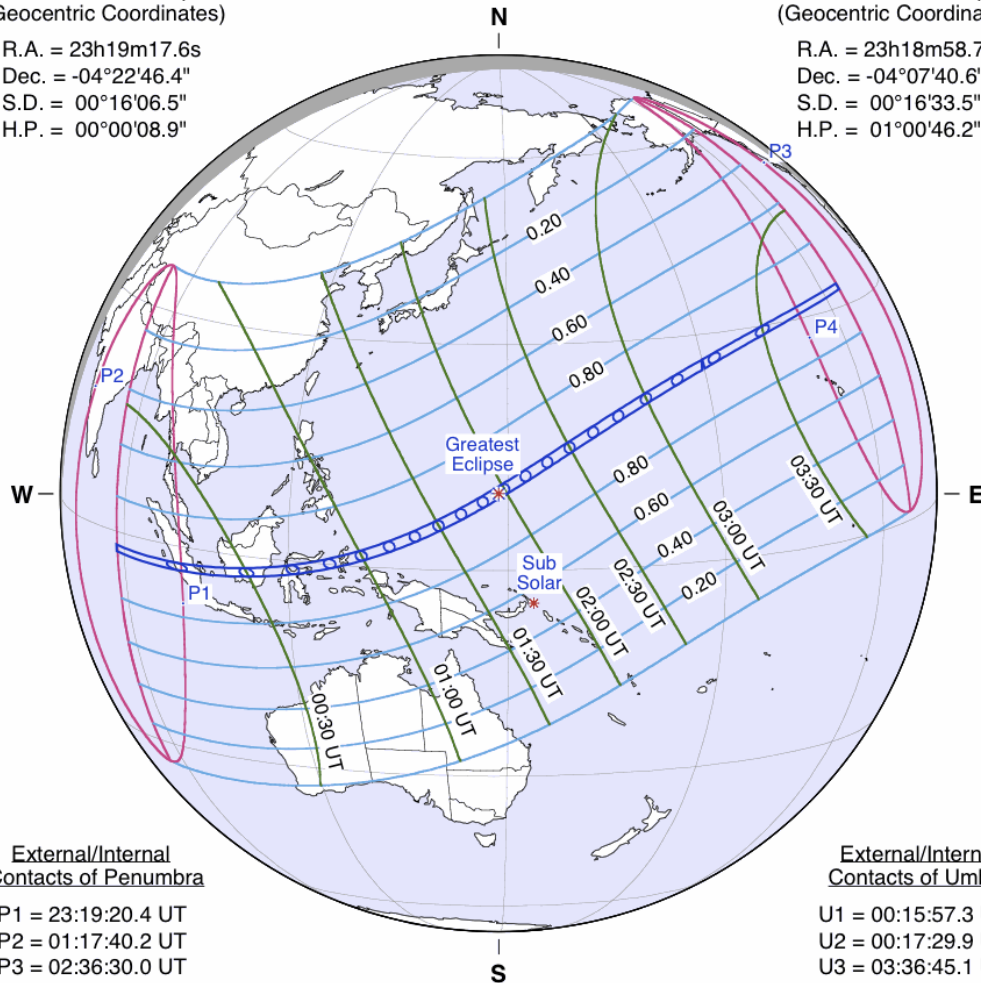 Geocentric Coordinates)
R.A. = 23h19m17.6s
Dec. = -04°22'46.4"
S.D. = 00°16'06.5"
H.P. = 00°00'08.9"
N
(Geocentric Coordina
R.A. = 23h18m58.7
Dec. = -04°07'40.6"
S.D. = 00°16'33.5"
H.P. = 01°00'46.2"
P3
0.20
0.40
0.60
0.80
P4
P2
Greatest
Eclipse
W
E
0.80
0.60
0.40
0.20
03:30 UT
03:00 UT
02:30 UT
02:00 UT
01:30 UT
01:00 UT
00:30 UT
Sub
Solar
P1
External/Internal
Contacts of Penumbra
P1 = 23:19:20.4 UT
P2 = 01:17:40.2 UT
P3 = 02:36:30.0 UT
S
External/Intern
Contacts of Um
U1 = 00:15:57.3
U2 = 00:17:29.9
U3 = 03:36:45.1